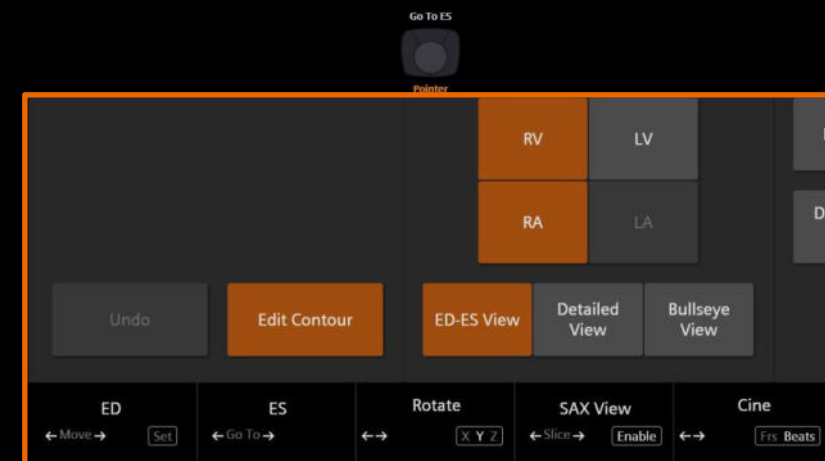 Go To ES
Pointer
RV LV
RA LA
Undo Edit Contour ED-ES View Detailed View Bullseye View
ED ES Rotate SAX View Cine
←Move→ Set ←Go To→ ←→ X Y Z ←Slice→ Enable ←→ Frs Beats